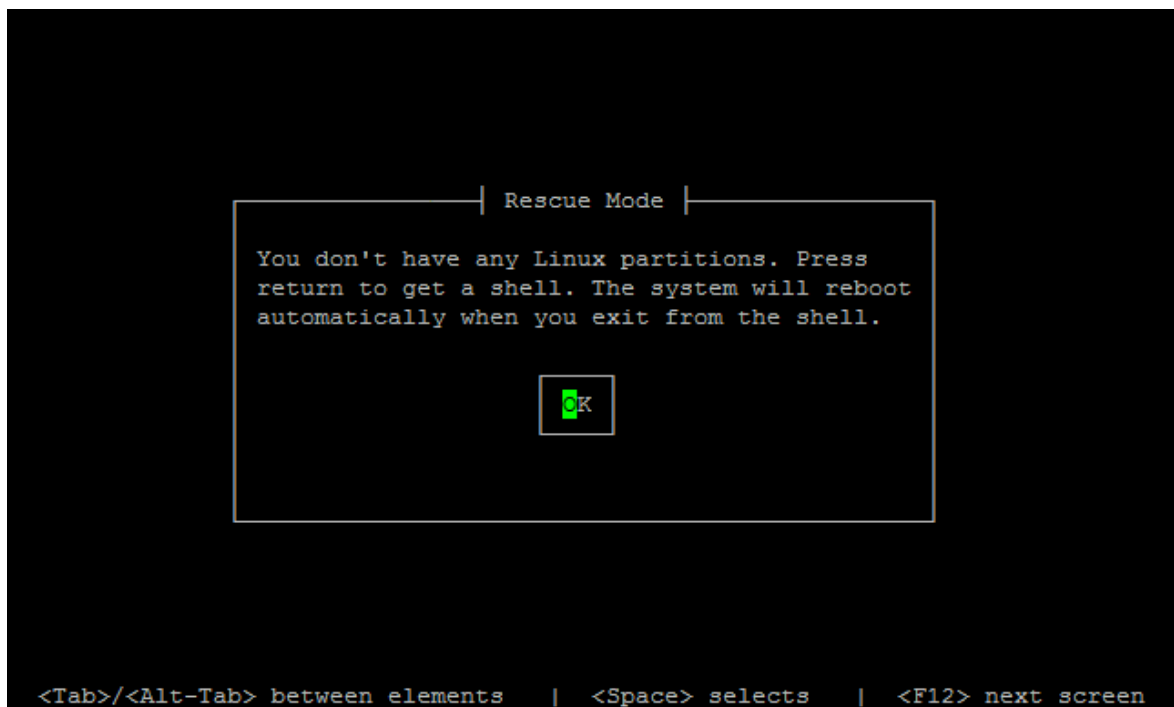 Rescue Mode
You don't have any Linux partitions. Press
return to get a shell. The system will reboot
automatically when you exit from the shell.
OK
<Tab>/<Alt-Tab> between elements | <Space> selects | <F12> next screen